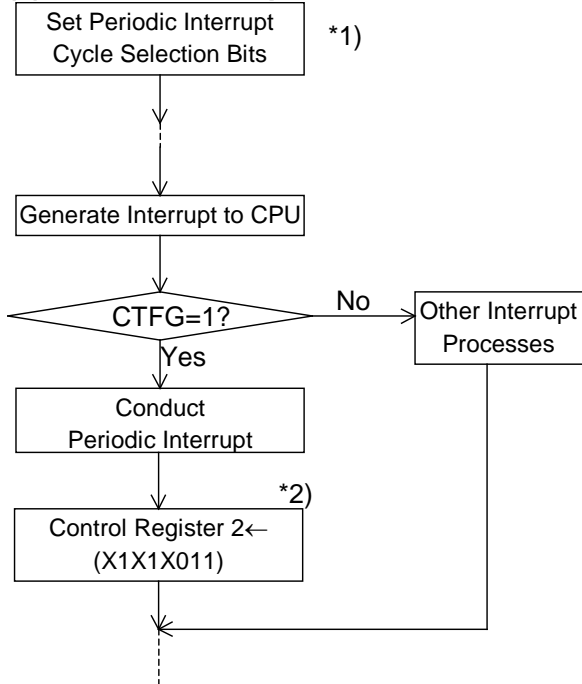 Set Periodic Interrupt
Cycle Selection Bits
*1)
Generate Interrupt to CPU
CTFG=1?
No
Other Interrupt
Processes
Yes
Conduct
Periodic Interrupt
*2)
Control Register 2←
(X1X1X011)